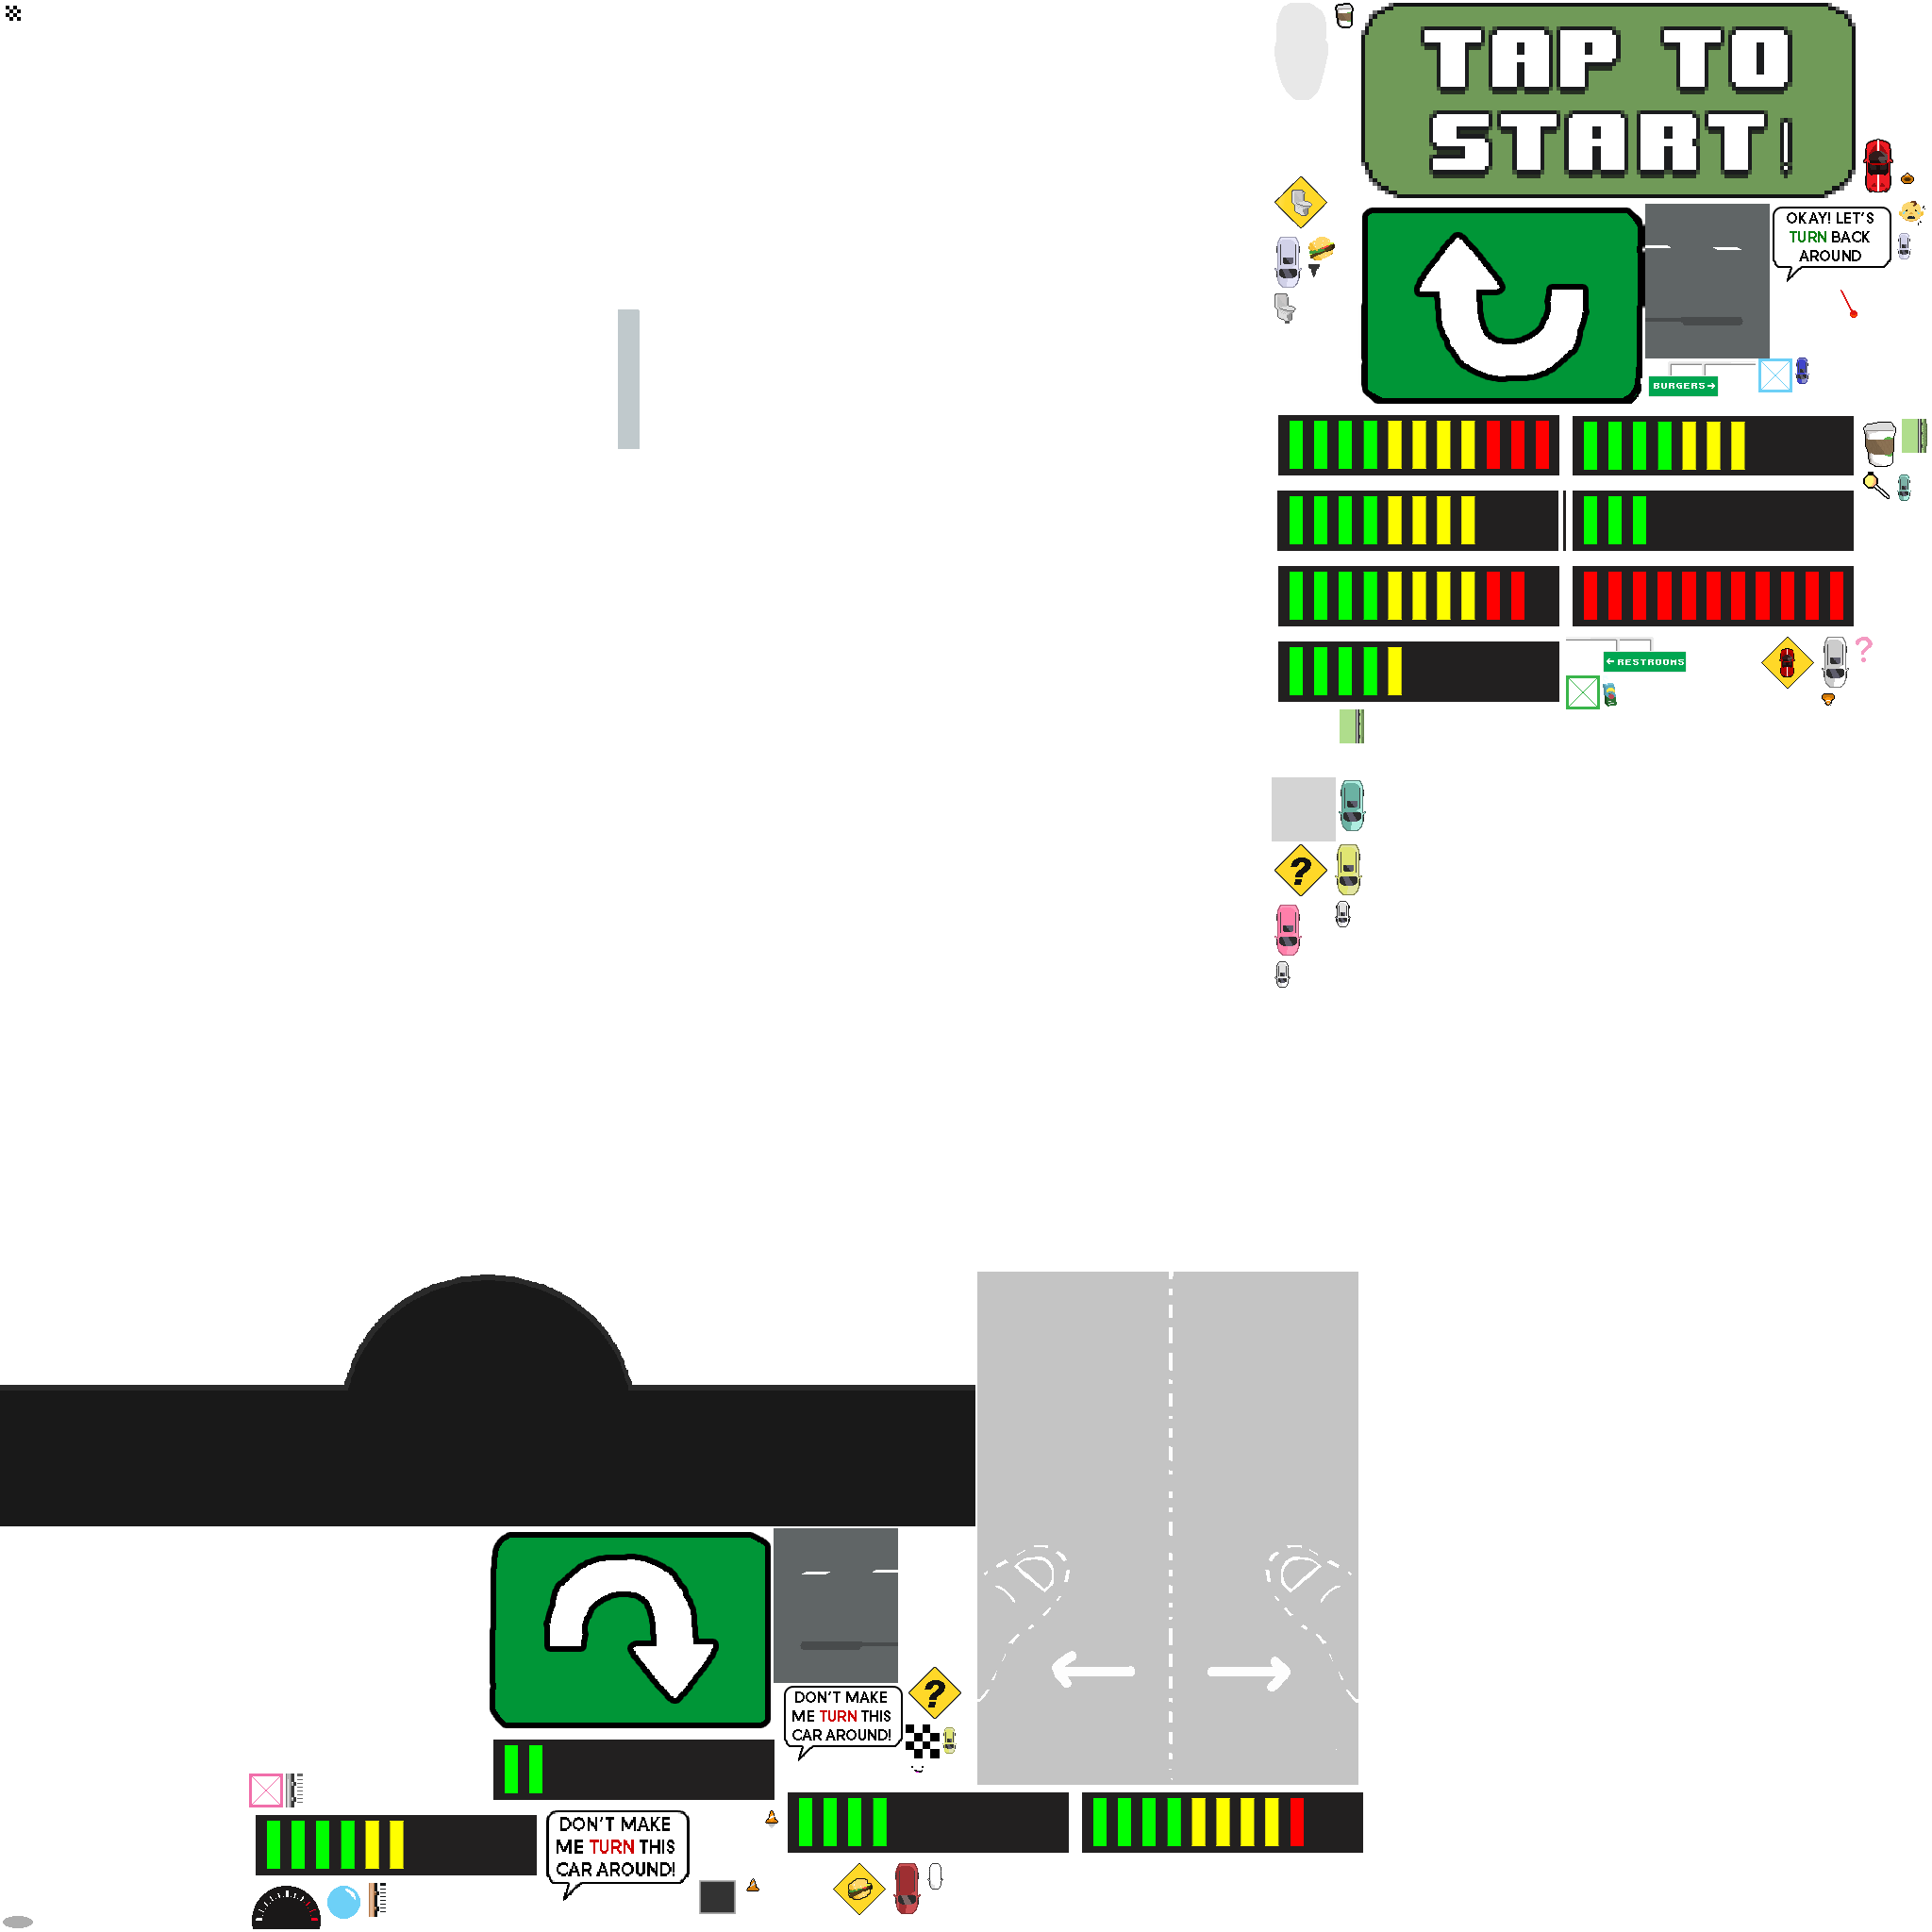 TAP TO
START!
OKAY! LET'S
TURN BACK
AROUND
BURGERS→
←RESTROOMS
?
?
DON'T MAKE
ME TURN THIS
CAR AROUND!
?
DON'T MAKE
ME TURN THIS
CAR AROUND!